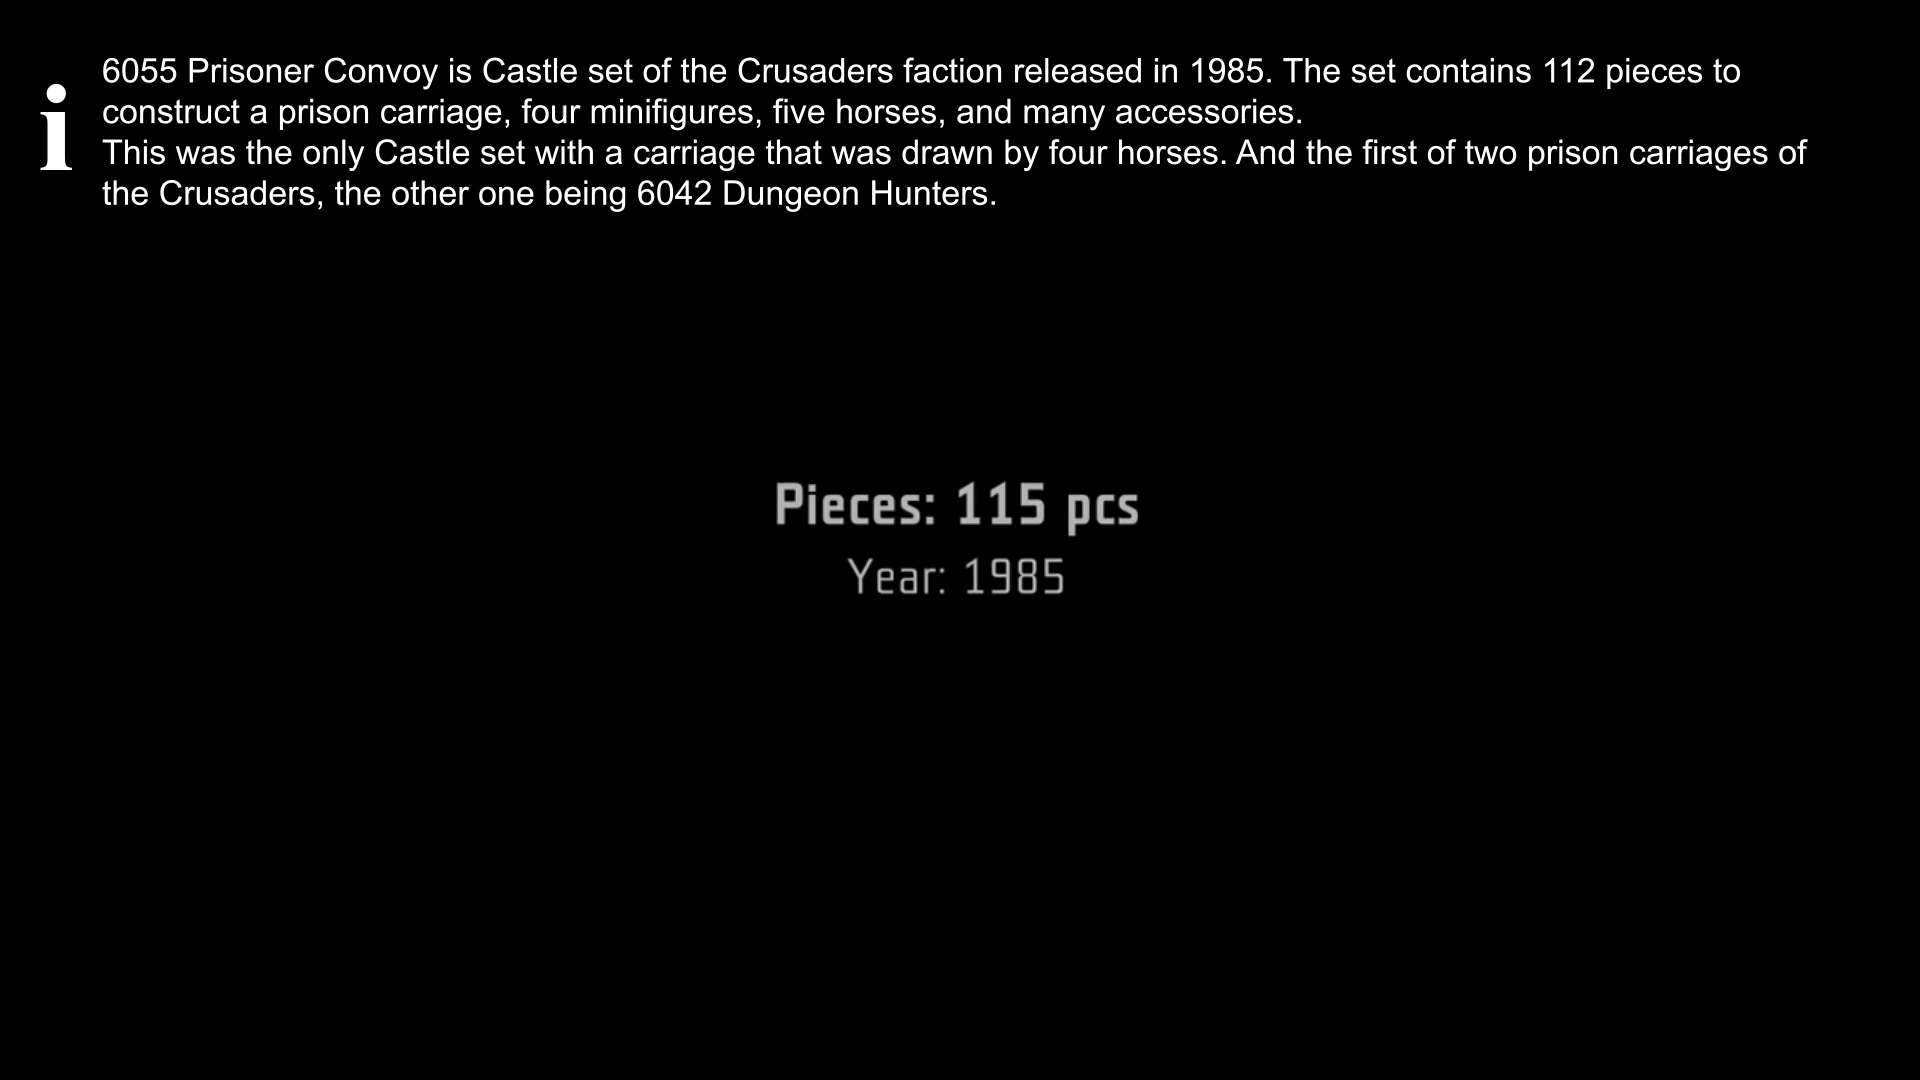 i
6055 Prisoner Convoy is Castle set of the Crusaders faction released in 1985. The set contains 112 pieces to
construct a prison carriage, four minifigures, five horses, and many accessories.
This was the only Castle set with a carriage that was drawn by four horses. And the first of two prison carriages of
the Crusaders, the other one being 6042 Dungeon Hunters.
Pieces: 115 pcs
Year: 1985